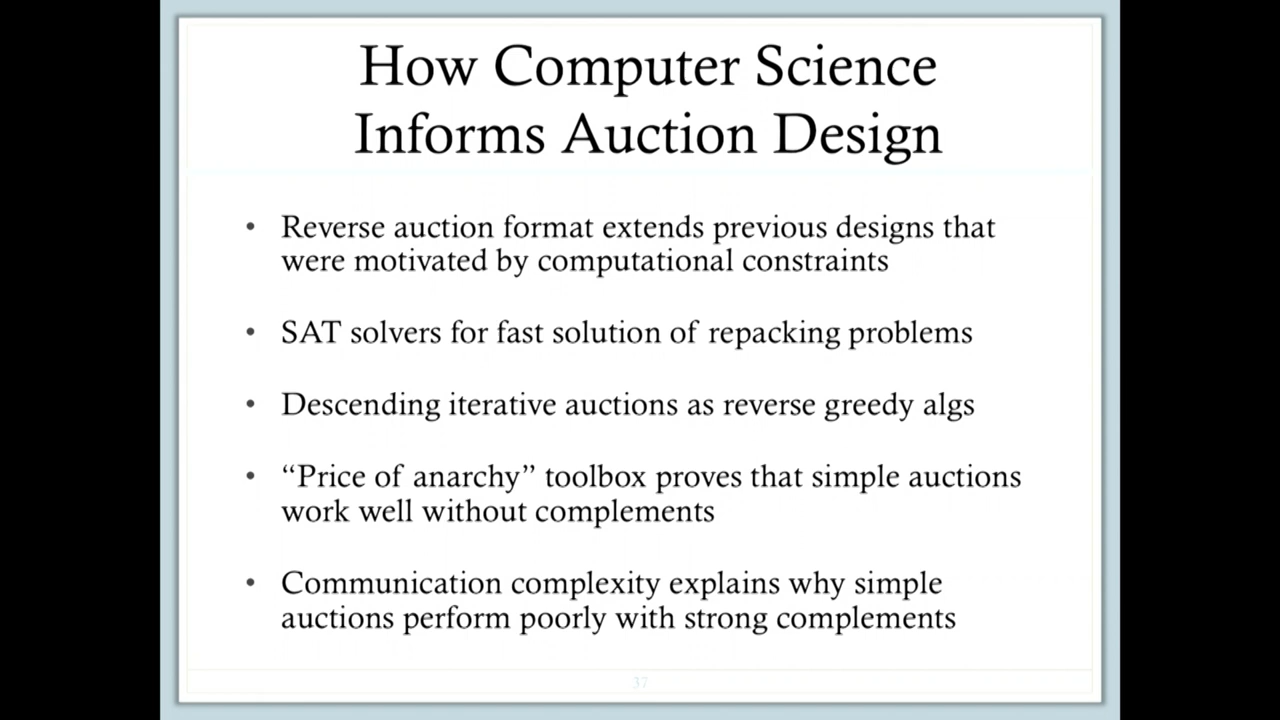 How Computer Science
Informs Auction Design
• Reverse auction format extends previous designs that
were motivated by computational constraints
• SAT solvers for fast solution of repacking problems
• Descending iterative auctions as reverse greedy algs
• “Price of anarchy” toolbox proves that simple auctions
work well without complements
• Communication complexity explains why simple
auctions perform poorly with strong complements
37